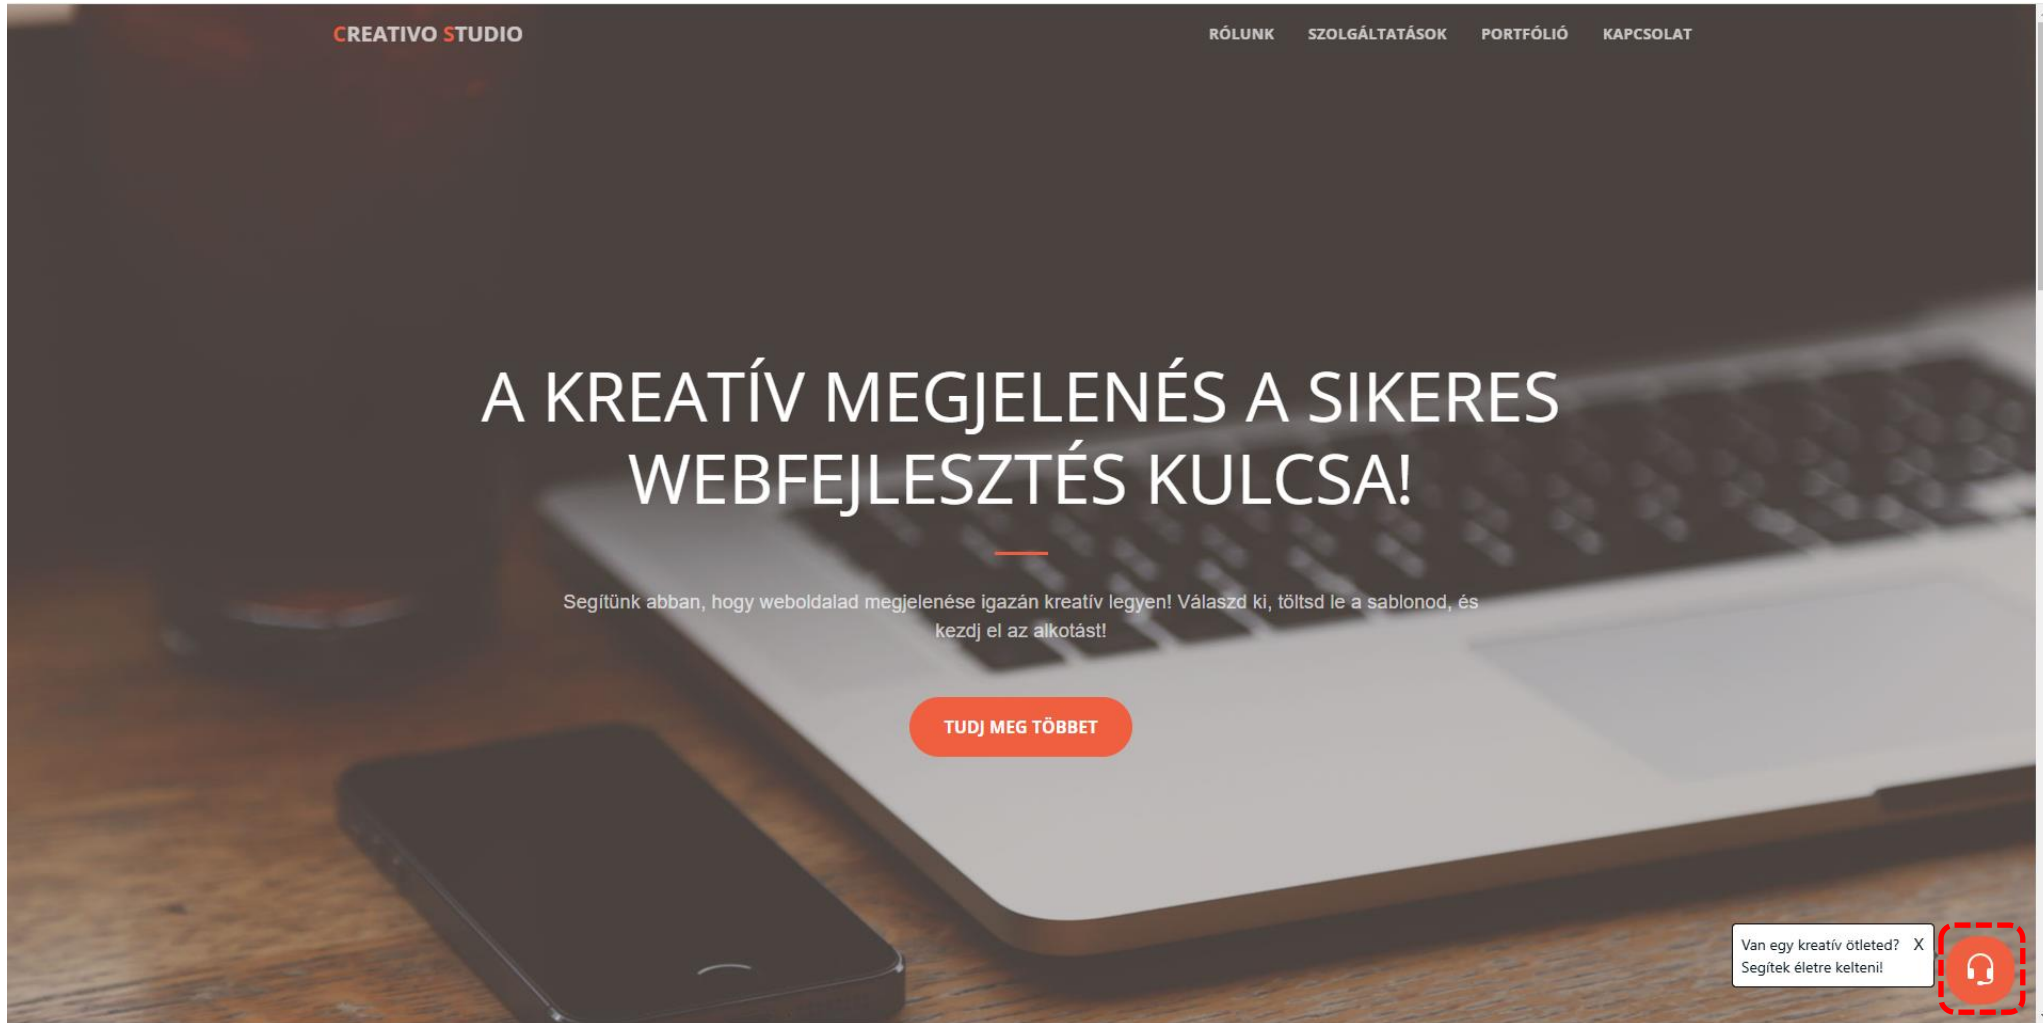 CREATIVO STUDIO
RÓLUNK SZOLGÁLTATÁSOK PORTFÓLIÓ KAPCSOLAT
A KREATÍV MEGJELENÉS A SIKERES
WEBFEJLESZTÉS KULCSA!
Segítünk abban, hogy weboldalad megjelenése igazán kreatív legyen! Válaszd ki, töltsd le a sablonod, és
kezdj el az alkotást!
TUDJ MEG TÖBBET
Van egy kreatív ötleted? X
Segítek életre kelteni!